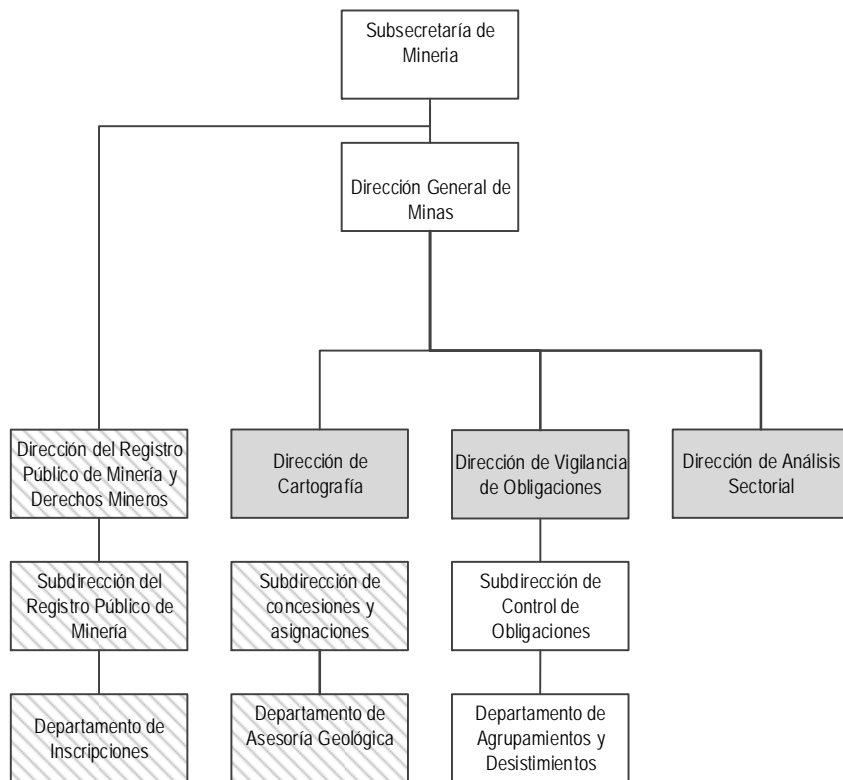 Subsecretaría de
Mineria
Dirección General de
Minas
Dirección del Registro
Público de Minería y
Derechos Mineros
Dirección de
Cartografía
Dirección de Vigilancia
de Obligaciones
Dirección de Análisis
Sectorial
Subdirección del
Registro Público de
Minería
Subdirección de
concesiones y
asignaciones
Subdirección de
Control de
Obligaciones
Departamento de
Inscripciones
Departamento de
Asesoría Geológica
Departamento de
Agrupamientos y
Desistimientos